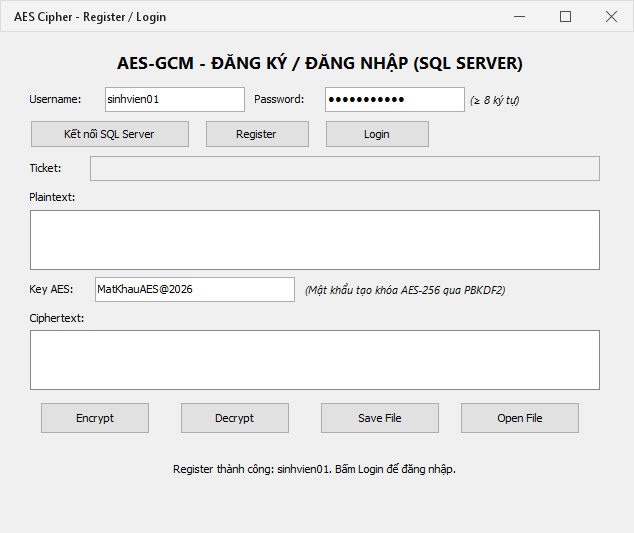 AES Cipher - Register / Login
AES-GCM - ĐĂNG KÝ / ĐĂNG NHẬP (SQL SERVER)
Username: sinhvien01 Password: ●●●●●●●●●●● (≥ 8 ký tự)
Kết nối SQL Server Register Login
Ticket:
Plaintext:
Key AES: MatKhauAES@2026 (Mật khẩu tạo khóa AES-256 qua PBKDF2)
Ciphertext:
Encrypt Decrypt Save File Open File
Register thành công: sinhvien01. Bấm Login để đăng nhập.